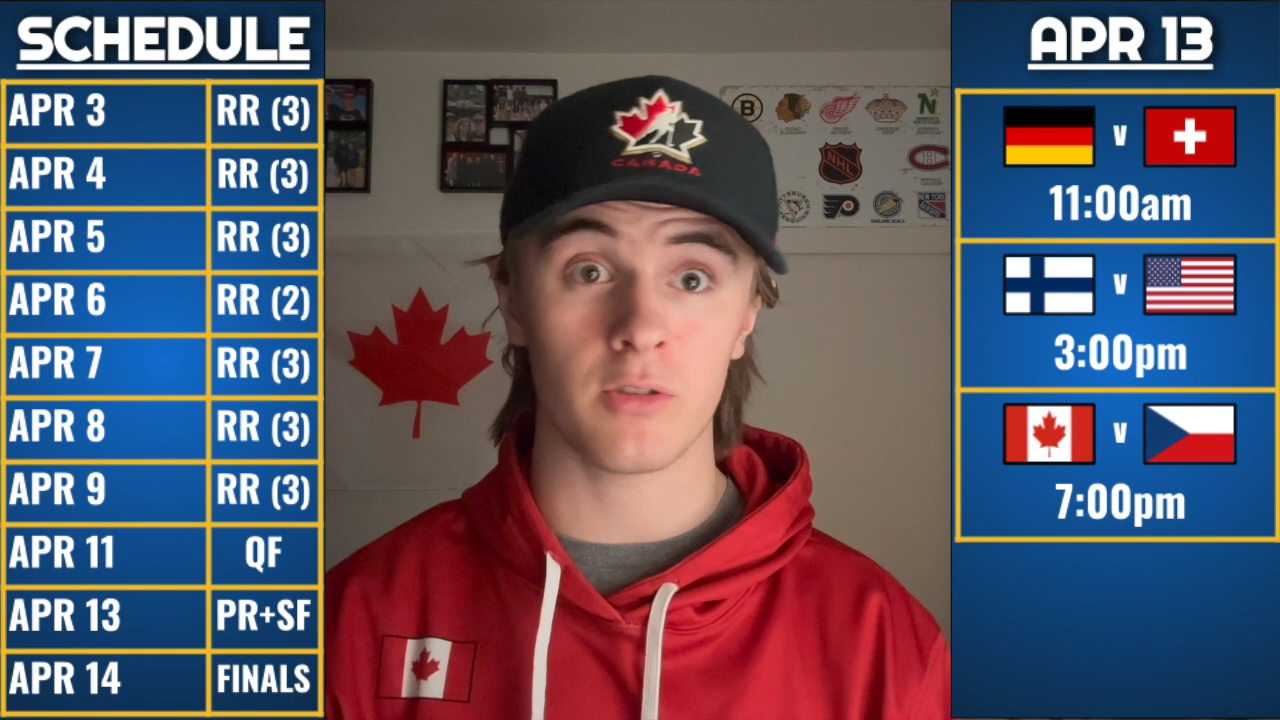 SCHEDULE
APR 3 RR (3)
APR 4 RR (3)
APR 5 RR (3)
APR 6 RR (2)
APR 7 RR (3)
APR 8 RR (3)
APR 9 RR (3)
APR 11 QF
APR 13 PR+SF
APR 14 FINALS
CANADA
B
N
NHL
APR 13
v
11:00am
v
3:00pm
v
7:00pm